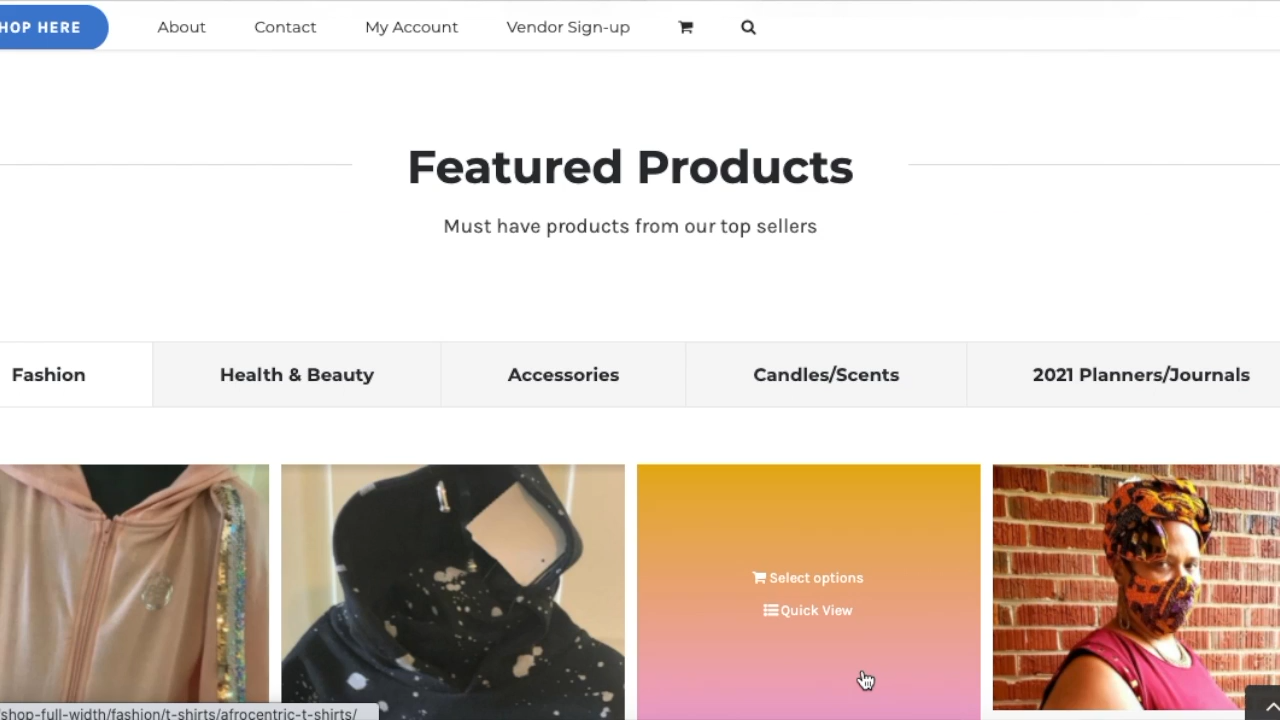 HOP HERE
About
Contact
My Account
Vendor Sign-up
Featured Products
Must have products from our top sellers
Fashion
Health & Beauty
Accessories
Candles/Scents
2021 Planners/Journals
Select options
Quick View
/shop-full-width/fashion/t-shirts/afrocentric-t-shirts/